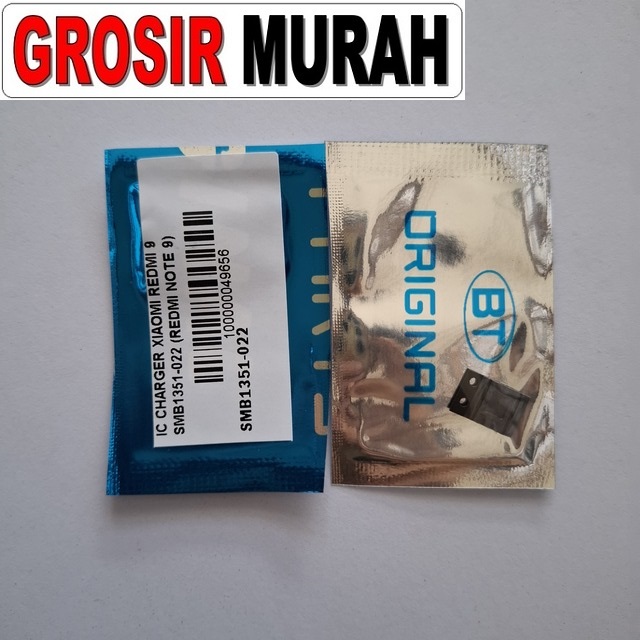 GROSIR MURAH
IC CHARGER XIAOMI REDMI 9
SMB1351-022 (REDMI NOTE 9)
100000049656
SMB1351-022
ORIGINAL
BT